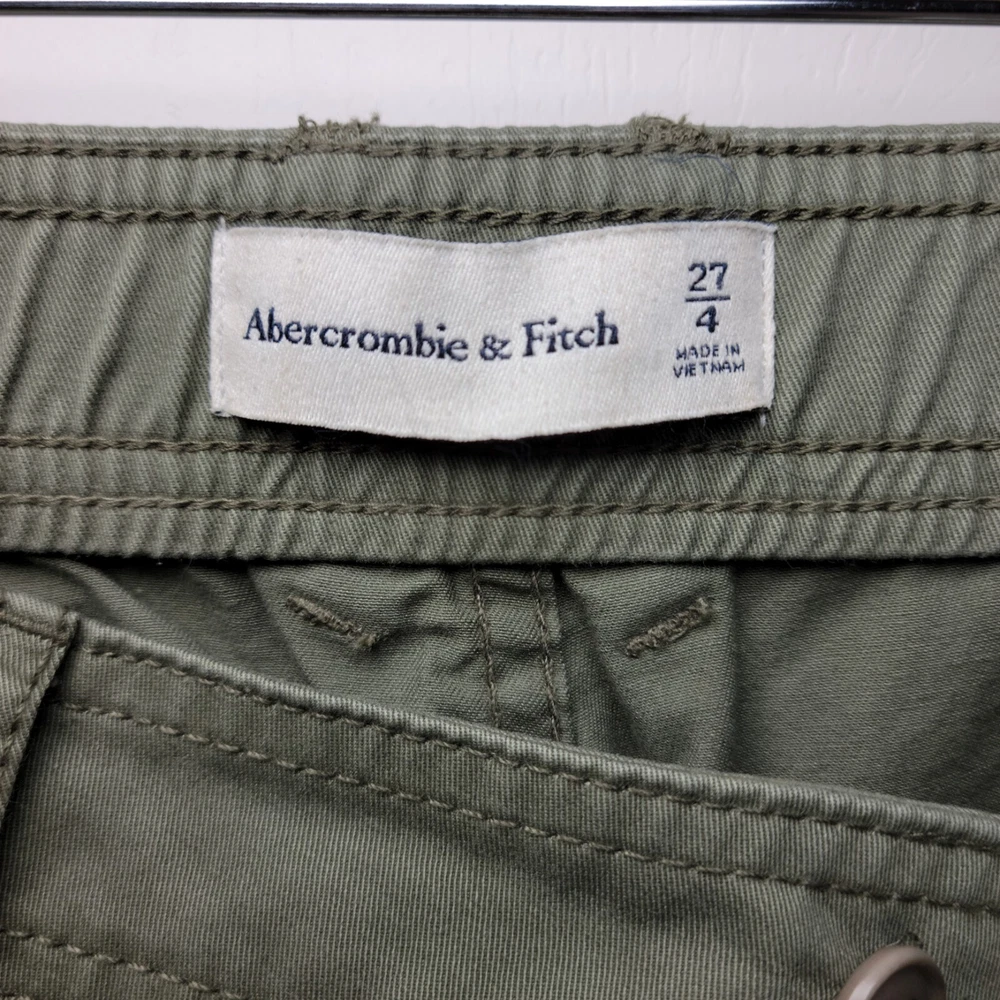 Abercrombie & Fitch
27
4
MADE IN
VIETNAM